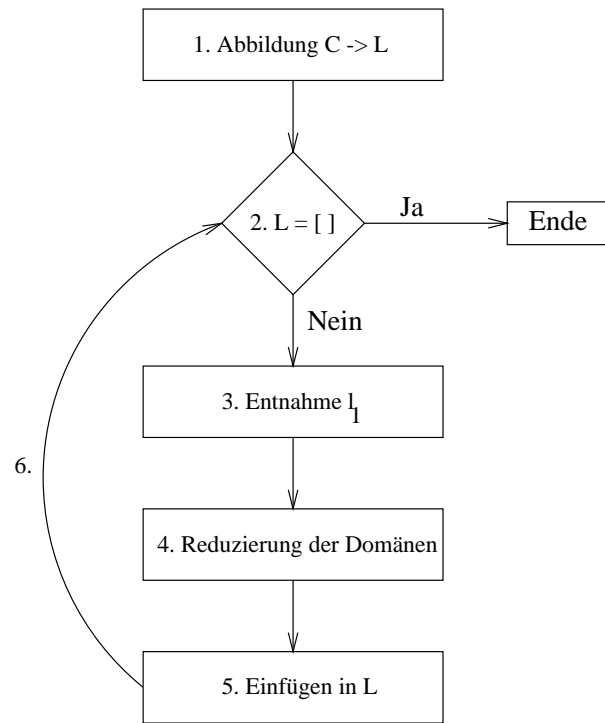 1. Abbildung C -> L
2. L = [ ]
Ja
Ende
Nein
3. Entnahme l1
6.
4. Reduzierung der Domänen
5. Einfügen in L